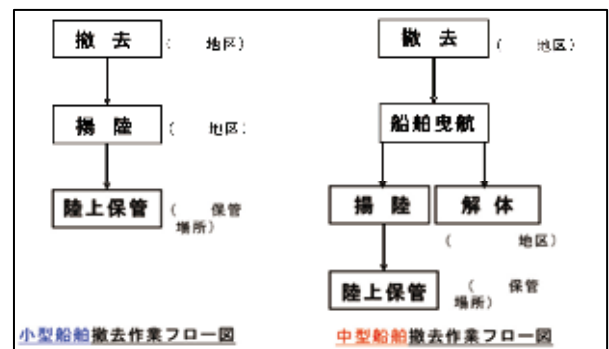 撤去 (　　地区)
揚陸 (　　地区)
陸上保管 (　　保管
場所)
小型船舶撤去作業フロー図
撤去 (　　地区)
船舶曳航
揚陸 解体
(　　地区)
陸上保管 (　　保管
場所)
中型船舶撤去作業フロー図